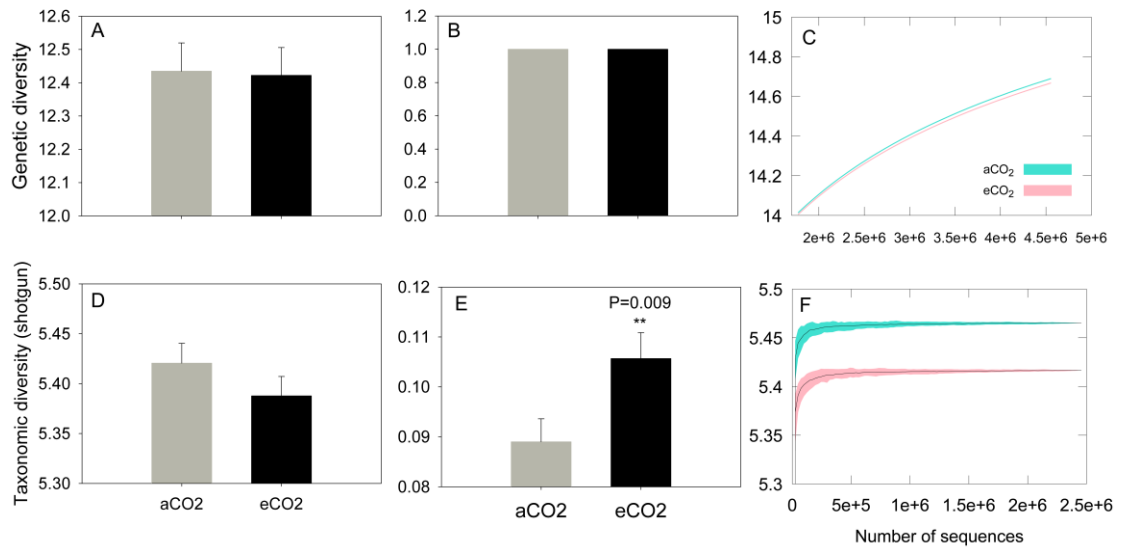 A
Genetic diversity
12.6
12.5
12.4
12.3
12.2
12.1
12.0
B
1.2
1.0
0.8
0.6
0.4
0.2
0.0
C
15
14.8
14.6
14.4
14.2
14
aCO₂
eCO₂
2e+6 2.5e+6 3e+6 3.5e+6 4e+6 4.5e+6 5e+6
D
Taxonomic diversity (shotgun)
5.50
5.45
5.40
5.35
5.30
aCO2 eCO2
E
0.12
0.11
0.10
0.09
0.08
P=0.009
**
aCO2 eCO2
F
5.5
5.45
5.4
5.35
5.3
0 5e+5 1e+6 1.5e+6 2e+6 2.5e+6
Number of sequences